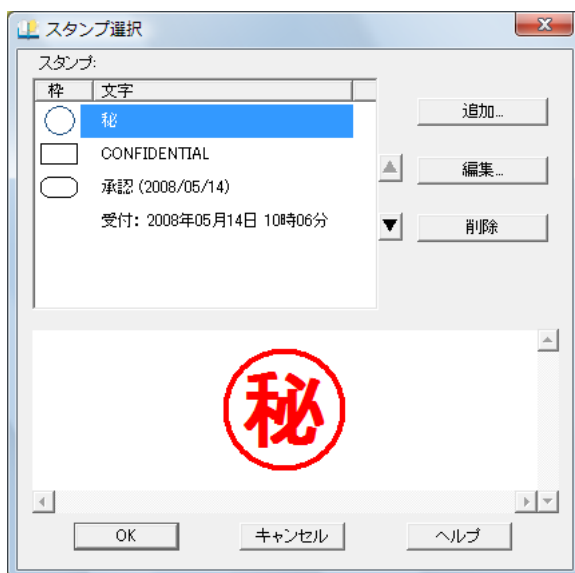 スタンプ選択
スタンプ:
枠 文字
秘
CONFIDENTIAL
承認 (2008/05/14)
受付: 2008年05月14日 10時06分
追加...
編集...
削除
秘
OK キャンセル ヘルプ